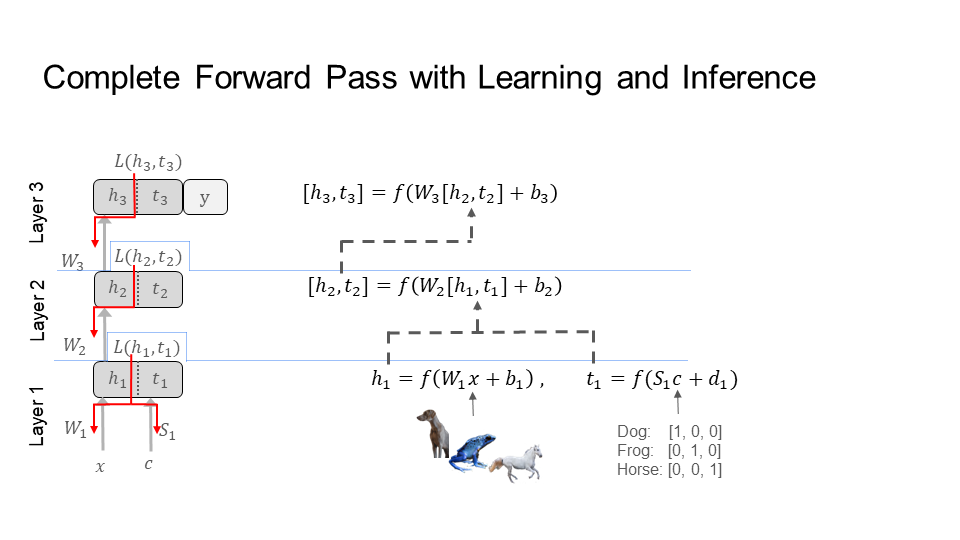 Complete Forward Pass with Learning and Inference
Layer 3
L(h₃,t₃)
h₃ t₃ y
[h₃,t₃] = f(W₃[h₂,t₂] + b₃)
W₃
Layer 2
L(h₂,t₂)
h₂ t₂
[h₂,t₂] = f(W₂[h₁,t₁] + b₂)
W₂
Layer 1
L(h₁,t₁)
h₁ t₁
h₁ = f(W₁x + b₁) , t₁ = f(S₁c + d₁)
W₁ S₁
x c
Dog: [1, 0, 0]
Frog: [0, 1, 0]
Horse: [0, 0, 1]